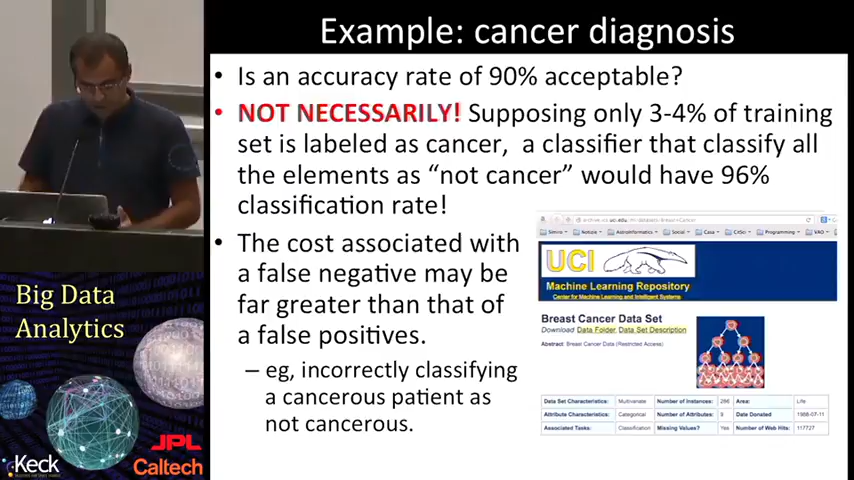 Example: cancer diagnosis
• Is an accuracy rate of 90% acceptable?
• NOT NECESSARILY! Supposing only 3-4% of training
set is labeled as cancer, a classifier that classify all
the elements as “not cancer” would have 96%
classification rate!
• The cost associated with
a false negative may be
far greater than that of
a false positives.
– eg, incorrectly classifying
a cancerous patient as
not cancerous.
UCI
Machine Learning Repository
Center for Machine Learning and Intelligent Systems
Breast Cancer Data Set
Download Data Folder, Data Set Description
Abstract: Breast Cancer Data (Restricted Access)
Data Set Characteristics: Multivariate Number of Instances: 286 Area: Life
Attribute Characteristics: Categorical Number of Attributes: 9 Date Donated 1988-07-11
Associated Tasks: Classification Missing Values? Yes Number of Web Hits: 117727
Big Data
Analytics
Keck
JPL
Caltech